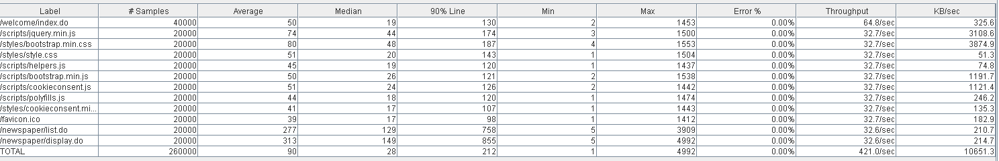 Label # Samples Average Median 90% Line Min Max Error % Throughput KB/sec
/welcome/index.do 40000 50 19 130 2 1453 0.00% 64.8/sec 325.6
/scripts/jquery.min.js 20000 74 44 174 3 1500 0.00% 32.7/sec 3108.6
/styles/bootstrap.min.css 20000 80 48 187 4 1553 0.00% 32.7/sec 3874.9
/styles/style.css 20000 51 20 143 1 1504 0.00% 32.7/sec 51.3
/scripts/helpers.js 20000 45 19 120 1 1437 0.00% 32.7/sec 74.8
/scripts/bootstrap.min.js 20000 50 26 121 2 1538 0.00% 32.7/sec 1191.7
/scripts/cookieconsent.js 20000 51 24 126 2 1442 0.00% 32.7/sec 1121.4
/scripts/polyfills.js 20000 44 18 120 1 1474 0.00% 32.7/sec 246.2
/styles/cookieconsent.mi... 20000 41 17 107 1 1443 0.00% 32.7/sec 135.3
/favicon.ico 20000 39 17 98 1 1412 0.00% 32.7/sec 182.9
/newspaper/list.do 20000 277 129 758 5 3909 0.00% 32.6/sec 210.7
/newspaper/display.do 20000 313 149 855 5 4992 0.00% 32.6/sec 214.7
TOTAL 260000 90 28 212 1 4992 0.00% 421.0/sec 10651.3